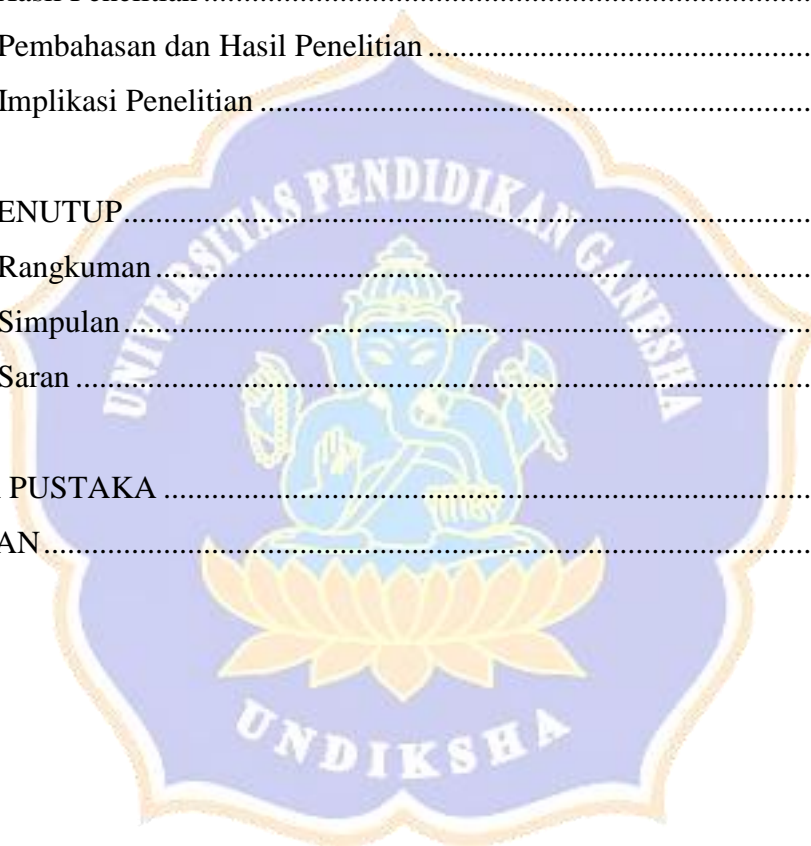 Hasil Penelitian ........................................................................
Pembahasan dan Hasil Penelitian ................................................
Implikasi Penelitian .....................................................................
ENUTUP.....................................................................................
Rangkuman .................................................................................
Simpulan .....................................................................................
Saran ...........................................................................................
PUSTAKA ..................................................................................
AN...............................................................................................
UNIVERSITAS PENDIDIKAN GANESHA
UNDIKSHA